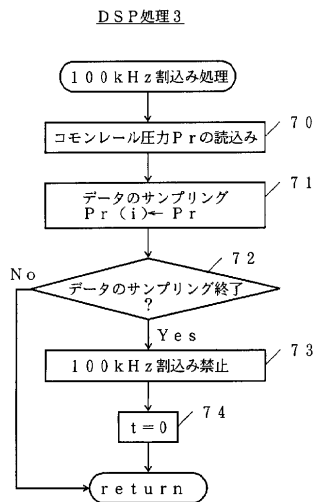 DSP処理3
100kHz割込み処理
コモンレール圧力Prの読込み
70
データのサンプリング
Pr(i)←Pr
71
72
No
データのサンプリング終了
?
Yes
100kHz割込み禁止
73
t=0
74
return